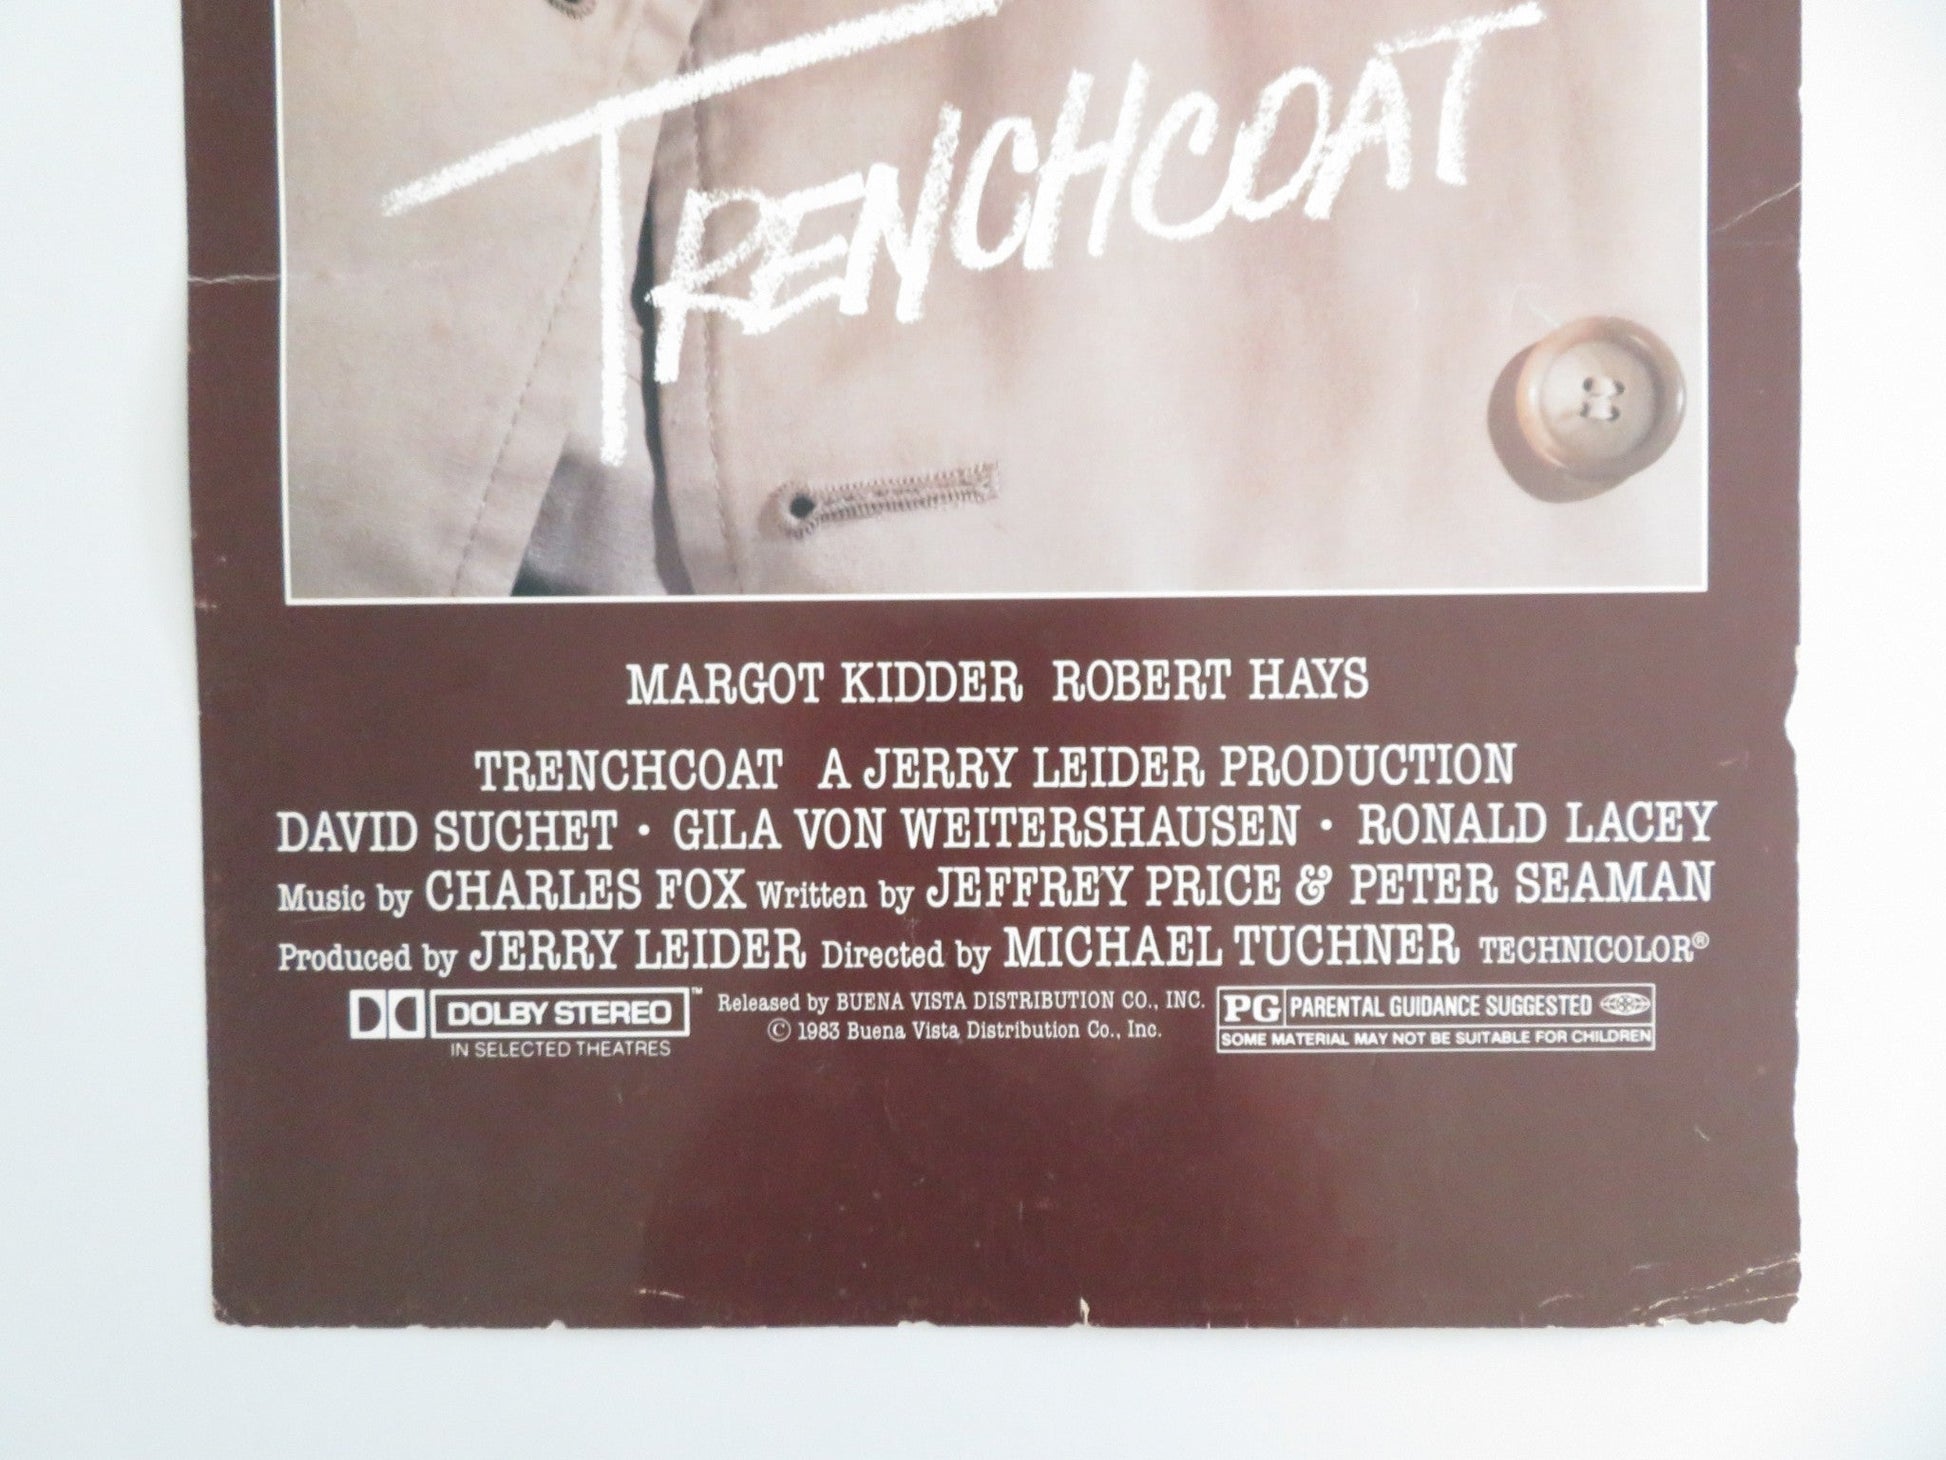 TRENCHCOAT
MARGOT KIDDER ROBERT HAYS
TRENCHCOAT A JERRY LEIDER PRODUCTION
DAVID SUCHET • GILA VON WEITERSHAUSEN • RONALD LACEY
Music by CHARLES FOX Written by JEFFREY PRICE & PETER SEAMAN
Produced by JERRY LEIDER Directed by MICHAEL TUCHNER TECHNICOLOR®
DOLBY STEREO™
IN SELECTED THEATRES
Released by BUENA VISTA DISTRIBUTION CO., INC.
© 1983 Buena Vista Distribution Co., Inc.
PG PARENTAL GUIDANCE SUGGESTED
SOME MATERIAL MAY NOT BE SUITABLE FOR CHILDREN